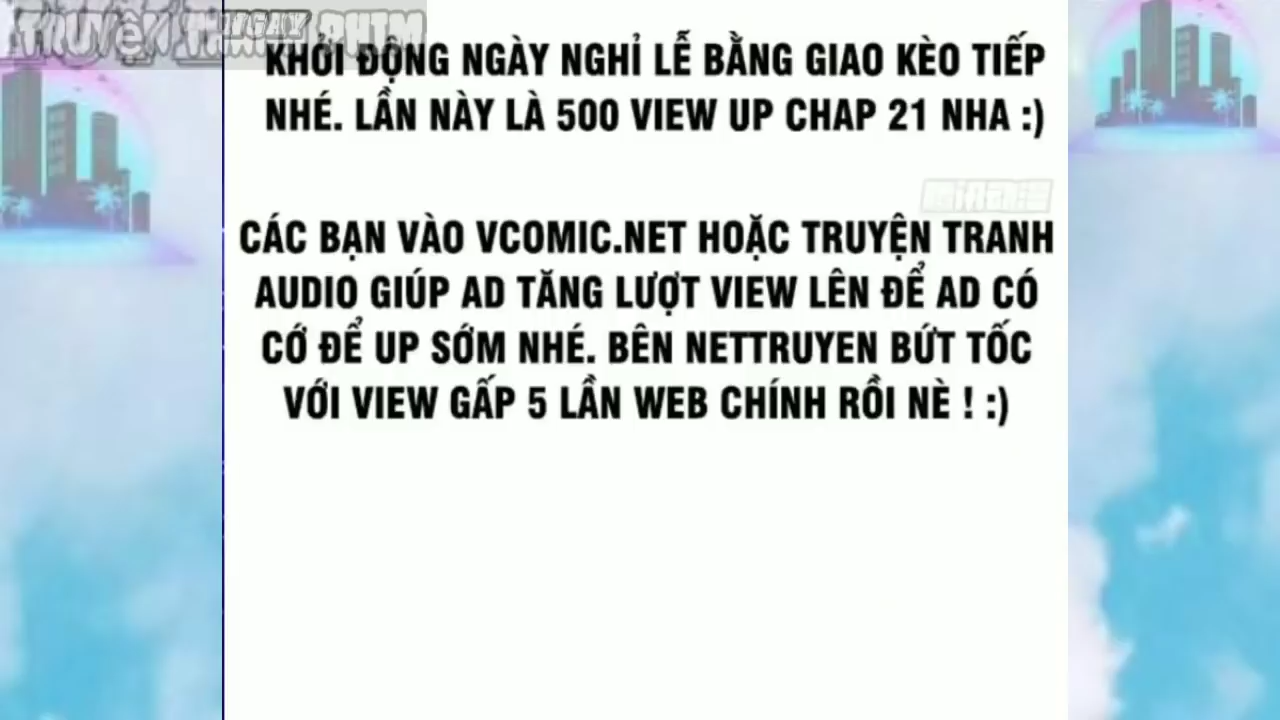 KHỞI ĐỘNG NGÀY NGHỈ LỄ BẰNG GIAO KÈO TIẾP
NHÉ. LẦN NÀY LÀ 500 VIEW UP CHAP 21 NHA :)
CÁC BẠN VÀO VCOMIC.NET HOẶC TRUYỆN TRANH
AUDIO GIÚP AD TĂNG LƯỢT VIEW LÊN ĐỂ AD CÓ
CỚ ĐỂ UP SỚM NHÉ. BÊN NETTRUYEN BỨT TỐC
VỚI VIEW GẤP 5 LẦN WEB CHÍNH RỒI NÈ ! :)